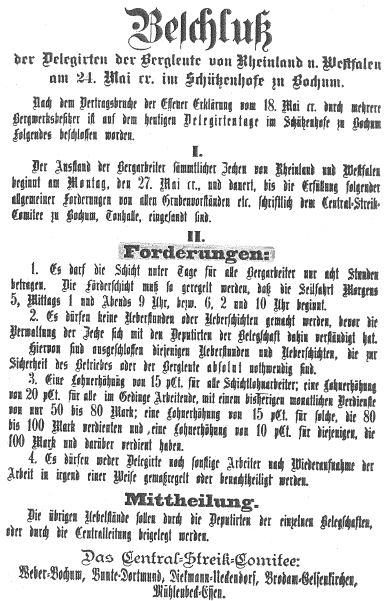 Beschluß
der Delegirten der Bergleute von Rheinland u. Westfalen
am 24. Mai cr. im Schützenhofe zu Bochum.
Nach dem Vertragsbruche der Essener Erklärung vom 18. Mai cr. durch mehrere
Bergwerksbesitzer ist auf dem heutigen Delegirtentage im Schützenhofe zu Bochum
Folgendes beschlossen worden.
I.
Der Ausstand der Bergarbeiter sämmtlicher Zechen von Rheinland und Westfalen
beginnt am Montag, den 27. Mai cr., und dauert, bis die Erfüllung folgender
allgemeiner Forderungen von allen Grubenvorständen etc. schriftlich dem Central-Streik-
Comitee zu Bochum, Tonhalle, eingesandt sind.
II.
Forderungen:
1. Es darf die Schicht unter Tage für alle Bergarbeiter nur acht Stunden
betragen. Die Förderschicht muß so geregelt werden, daß die Seilfahrt Morgens
5, Mittags 1 und Abends 9 Uhr, bezw. 6, 2 und 10 Uhr beginnt.
2. Es dürfen keine Ueberstunden oder Ueberschichten gemacht werden, bevor die
Verwaltung der Zeche sich mit den Deputirten der Belegschaft dahin verständigt hat.
Hiervon sind ausgeschlossen diejenigen Ueberstunden und Ueberschichten, die zur
Sicherheit des Betriebes oder der Bergleute absolut nothwendig sind.
3. Eine Lohnerhöhung von 15 pCt. für alle Schichtlohnarbeiter; eine Lohnerhöhung
von 20 pCt. für alle im Gedinge Arbeitende, mit einem bisherigen monatlichen Verdienste
von nur 50 bis 80 Mark; eine Lohnerhöhung von 15 pCt. für solche, die 80
bis 100 Mark verdienten und eine Lohnerhöhung von 10 pCt. für diejenigen, die
100 Mark und darüber verdient haben.
4. Es dürfen weder Delegirte noch sonstige Arbeiter nach Wiederaufnahme der
Arbeit in irgend einer Weise gemaßregelt oder benachtheiligt werden.
Mittheilung.
Die übrigen Uebelstände sollen durch die Deputirten der einzelnen Belegschaften,
oder durch die Centralleitung beigelegt werden.
Das Central-Streik-Comitee:
Weber-Bochum, Bunte-Dortmund, Diekmann-Ueckendorf, Brodam-Gelsenkirchen,
Mühlenbeck-Essen.